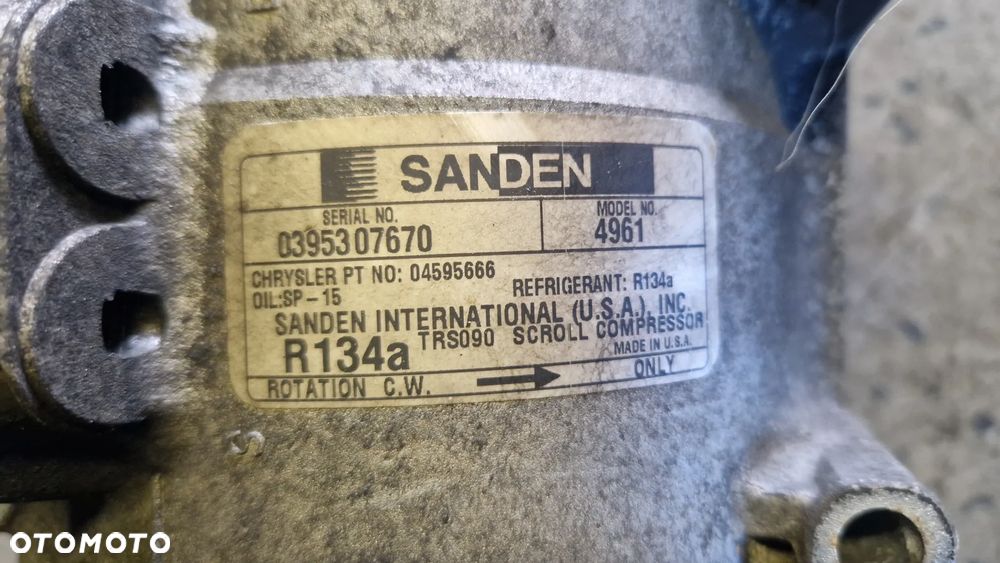 SANDEN
SERIAL NO. MODEL NO.
0395307670 4961
CHRYSLER PT NO: 04595666
OIL:SP-15 REFRIGERANT: R134a
SANDEN INTERNATIONAL (U.S.A.), INC.
TRS090 SCROLL COMPRESSOR
R134a MADE IN U.S.A.
ROTATION C.W. ONLY
OTOMOTO